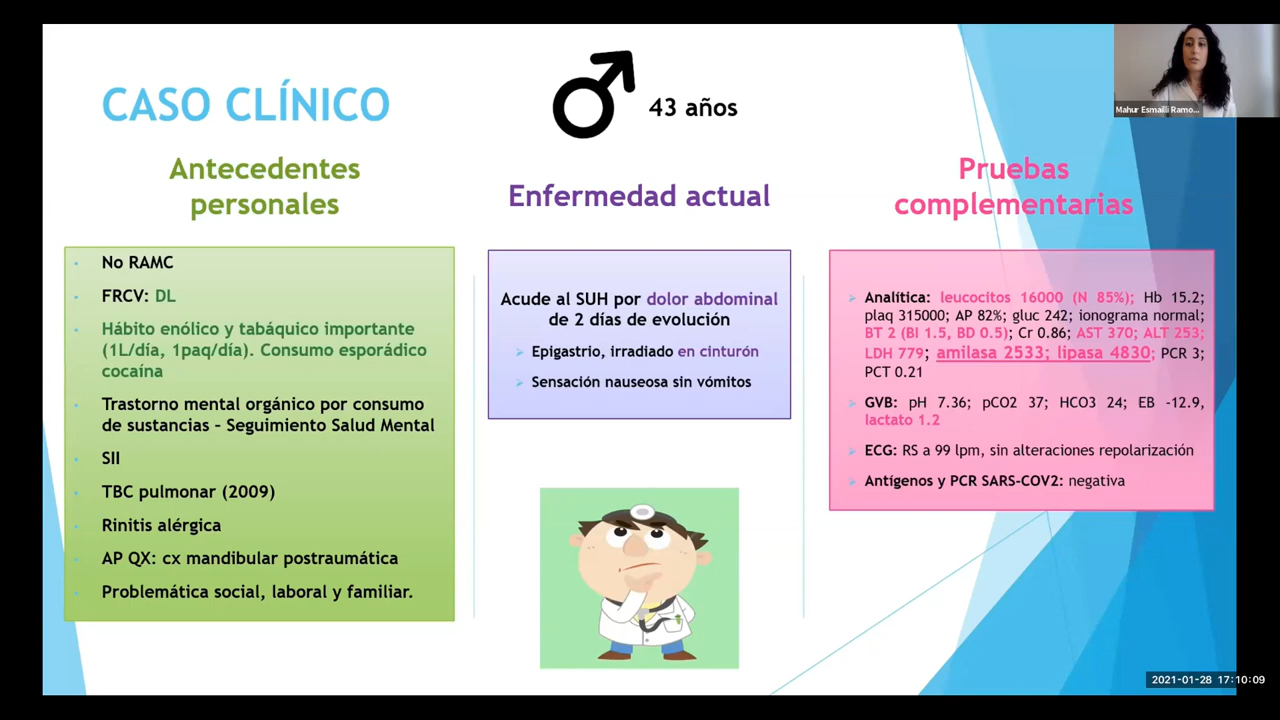 CASO CLÍNICO
43 años
Mahur Esmailli Ramo...
Antecedentes
personales
No RAMC
FRCV: DL
Hábito enólico y tabáquico importante
(1L/día, 1paq/día). Consumo esporádico
cocaína
Trastorno mental orgánico por consumo
de sustancias – Seguimiento Salud Mental
SII
TBC pulmonar (2009)
Rinitis alérgica
AP QX: cx mandibular postraumática
Problemática social, laboral y familiar.
Enfermedad actual
Acude al SUH por dolor abdominal
de 2 días de evolución
Epigastrio, irradiado en cinturón
Sensación nauseosa sin vómitos
Pruebas
complementarias
Analítica: leucocitos 16000 (N 85%); Hb 15.2;
plaq 315000; AP 82%; gluc 242; ionograma normal;
BT 2 (BI 1.5, BD 0.5); Cr 0.86; AST 370; ALT 253;
LDH 779; amilasa 2533; lipasa 4830; PCR 3;
PCT 0.21
GVB: pH 7.36; pCO2 37; HCO3 24; EB -12.9,
lactato 1.2
ECG: RS a 99 lpm, sin alteraciones repolarización
Antígenos y PCR SARS-COV2: negativa
2021-01-28 17:10:09